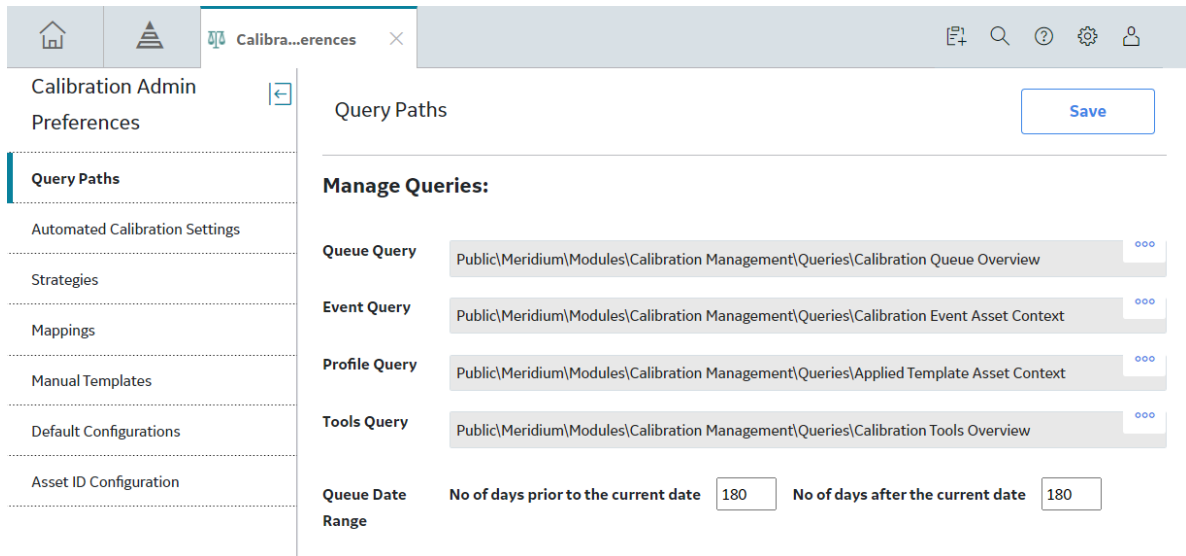 Calibra...erences
Calibration Admin
Preferences
Query Paths
Automated Calibration Settings
Strategies
Mappings
Manual Templates
Default Configurations
Asset ID Configuration
Query Paths
Save
Manage Queries:
Queue Query
Public\Meridium\Modules\Calibration Management\Queries\Calibration Queue Overview
Event Query
Public\Meridium\Modules\Calibration Management\Queries\Calibration Event Asset Context
Profile Query
Public\Meridium\Modules\Calibration Management\Queries\Applied Template Asset Context
Tools Query
Public\Meridium\Modules\Calibration Management\Queries\Calibration Tools Overview
Queue Date
Range
No of days prior to the current date 180 No of days after the current date 180